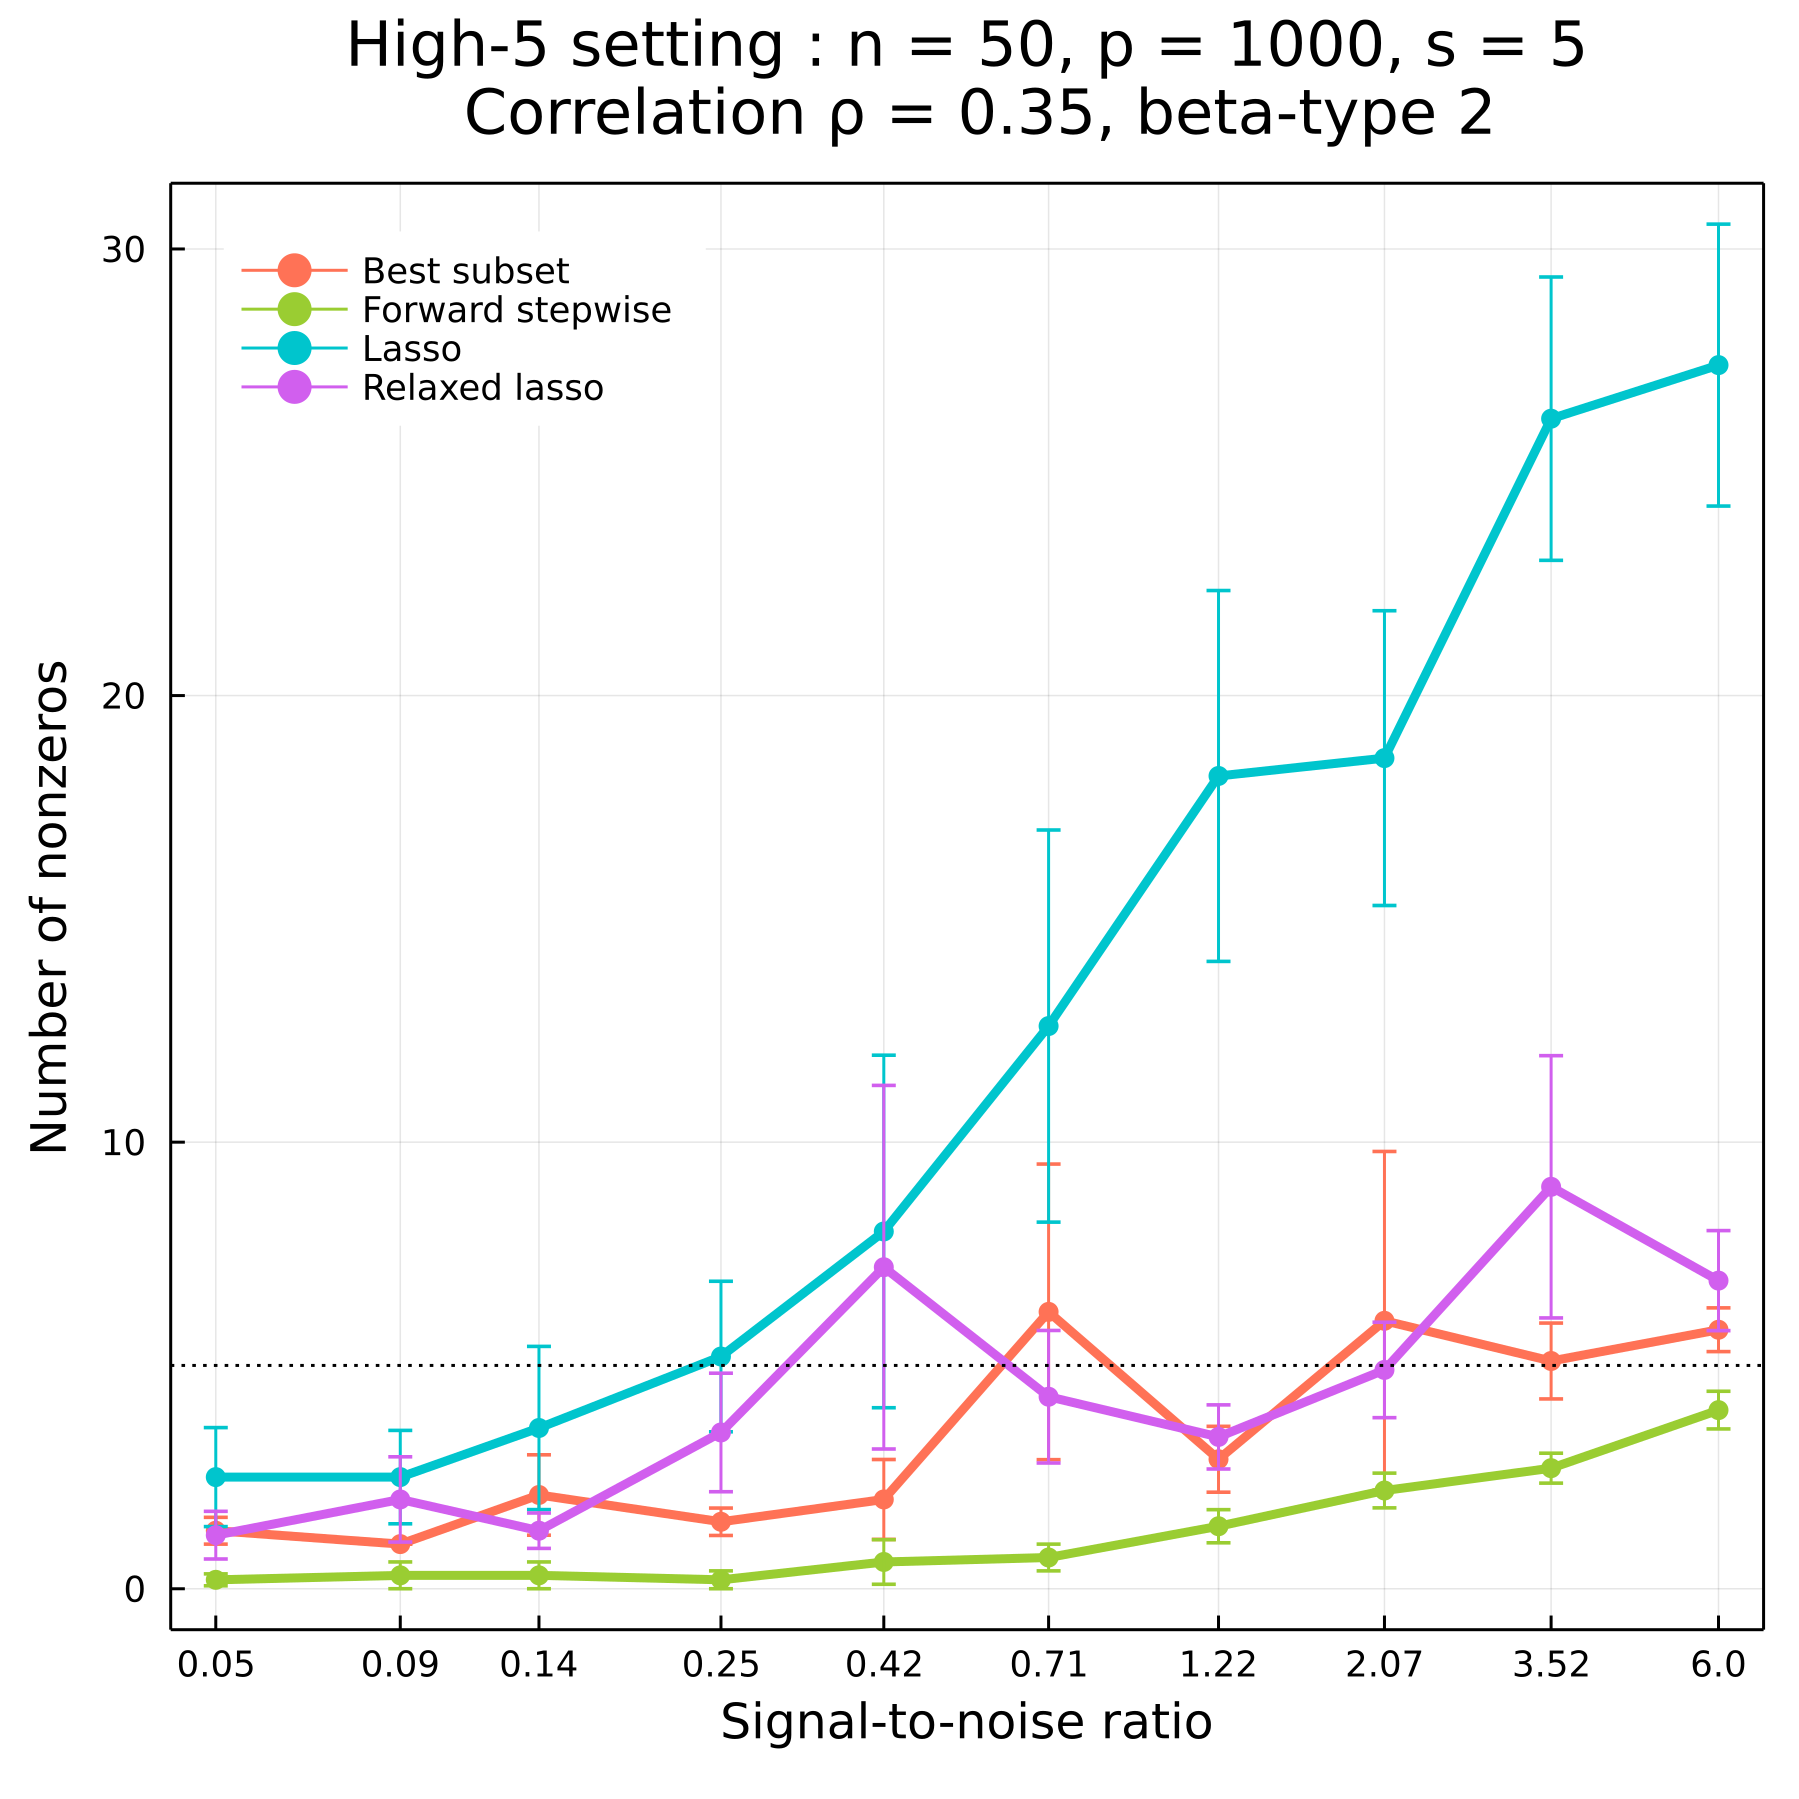 High-5 setting : n = 50, p = 1000, s = 5
Correlation ρ = 0.35, beta-type 2
Best subset
Forward stepwise
Lasso
Relaxed lasso
Number of nonzeros
30
20
10
0
0.05 0.09 0.14 0.25 0.42 0.71 1.22 2.07 3.52 6.0
Signal-to-noise ratio